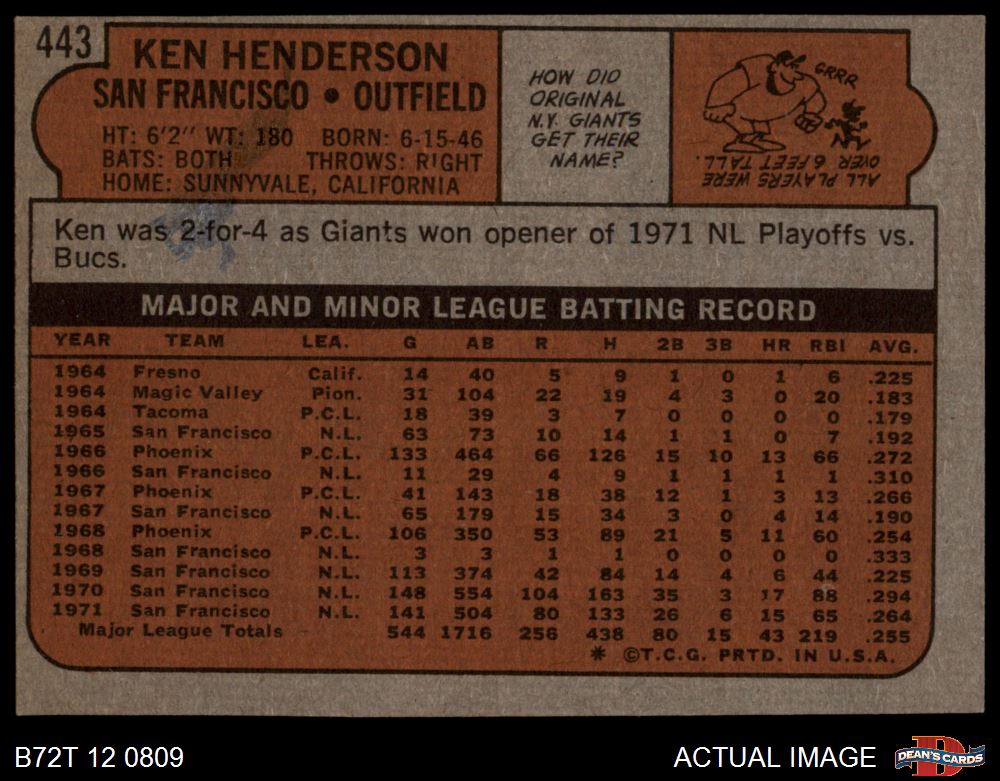 443
KEN HENDERSON
SAN FRANCISCO • OUTFIELD
HT: 6'2" WT: 180 BORN: 6-15-46
BATS: BOTH THROWS: RIGHT
HOME: SUNNYVALE, CALIFORNIA
HOW DID
ORIGINAL
N.Y. GIANTS
GET THEIR
NAME?
GRRR
ALL PLAYERS WERE
OVER 6 FEET TALL.
Ken was 2-for-4 as Giants won opener of 1971 NL Playoffs vs.
Bucs.
MAJOR AND MINOR LEAGUE BATTING RECORD
YEAR TEAM LEA. G AB R H 2B 3B HR RBI AVG.
1964 Fresno Calif. 14 40 5 9 1 0 1 6 .225
1964 Magic Valley Pion. 31 104 22 19 4 3 0 20 .183
1964 Tacoma P.C.L. 18 39 3 7 0 0 0 0 .179
1965 San Francisco N.L. 63 73 10 14 1 1 0 7 .192
1966 Phoenix P.C.L. 133 464 66 126 15 10 13 66 .272
1966 San Francisco N.L. 11 29 4 9 1 1 1 1 .310
1967 Phoenix P.C.L. 41 143 18 38 12 1 3 13 .266
1967 San Francisco N.L. 65 179 15 34 3 0 4 14 .190
1968 Phoenix P.C.L. 106 350 53 89 21 5 11 60 .254
1968 San Francisco N.L. 3 3 1 1 0 0 0 0 .333
1969 San Francisco N.L. 113 374 42 84 14 4 6 44 .225
1970 San Francisco N.L. 148 554 104 163 35 3 17 88 .294
1971 San Francisco N.L. 141 504 80 133 26 6 15 65 .264
Major League Totals 544 1716 256 438 80 15 43 219 .255
* ©T.C.G. PRTD. IN U.S.A.
B72T 12 0809
ACTUAL IMAGE
D
DEAN'S CARDS